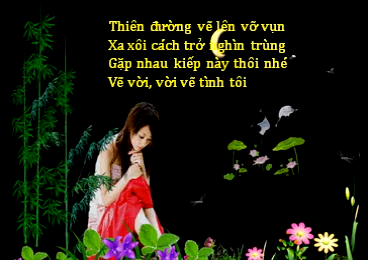 Thiên đường vẽ lên vỡ vụn
Xa xôi cách trở nghìn trùng
Gặp nhau kiếp này thôi nhé
Vẽ vời, vời vẽ tình tôi